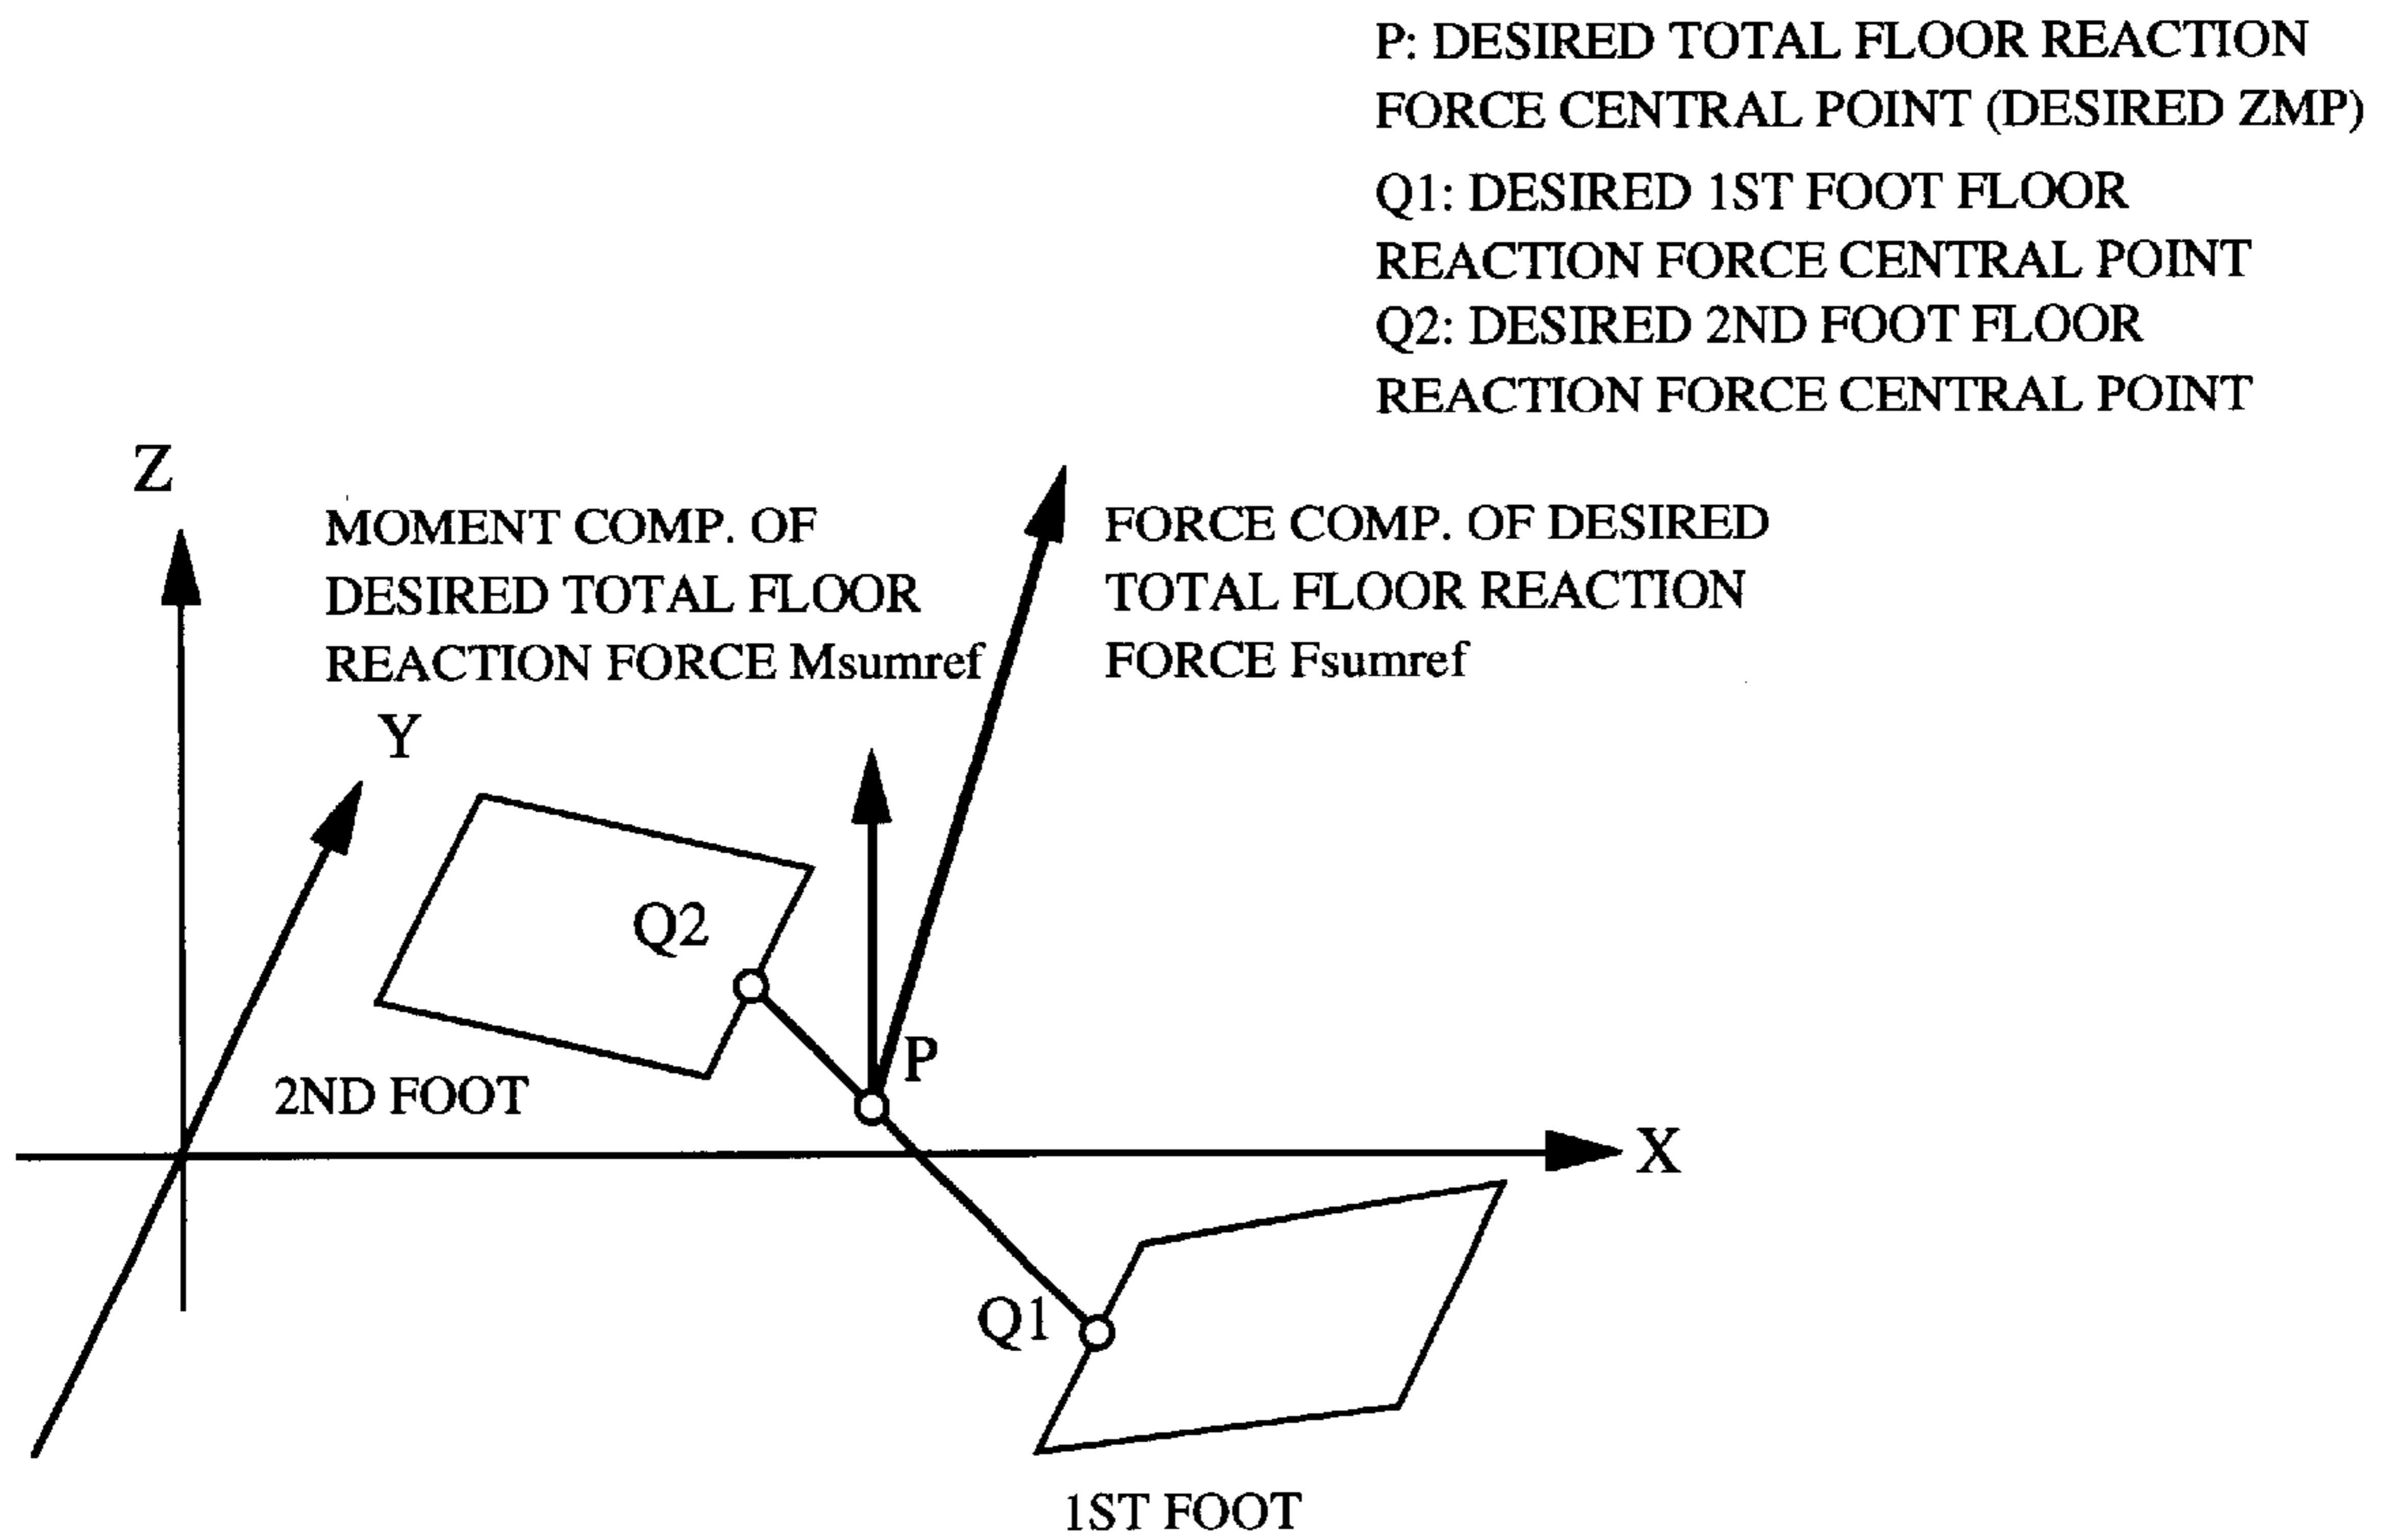 P: DESIRED TOTAL FLOOR REACTION
FORCE CENTRAL POINT (DESIRED ZMP)
Q1: DESIRED 1ST FOOT FLOOR
REACTION FORCE CENTRAL POINT
Q2: DESIRED 2ND FOOT FLOOR
REACTION FORCE CENTRAL POINT
Z
MOMENT COMP. OF
DESIRED TOTAL FLOOR
REACTION FORCE Msumref
FORCE COMP. OF DESIRED
TOTAL FLOOR REACTION
FORCE Fsumref
Y
Q2
P
2ND FOOT
X
Q1
1ST FOOT